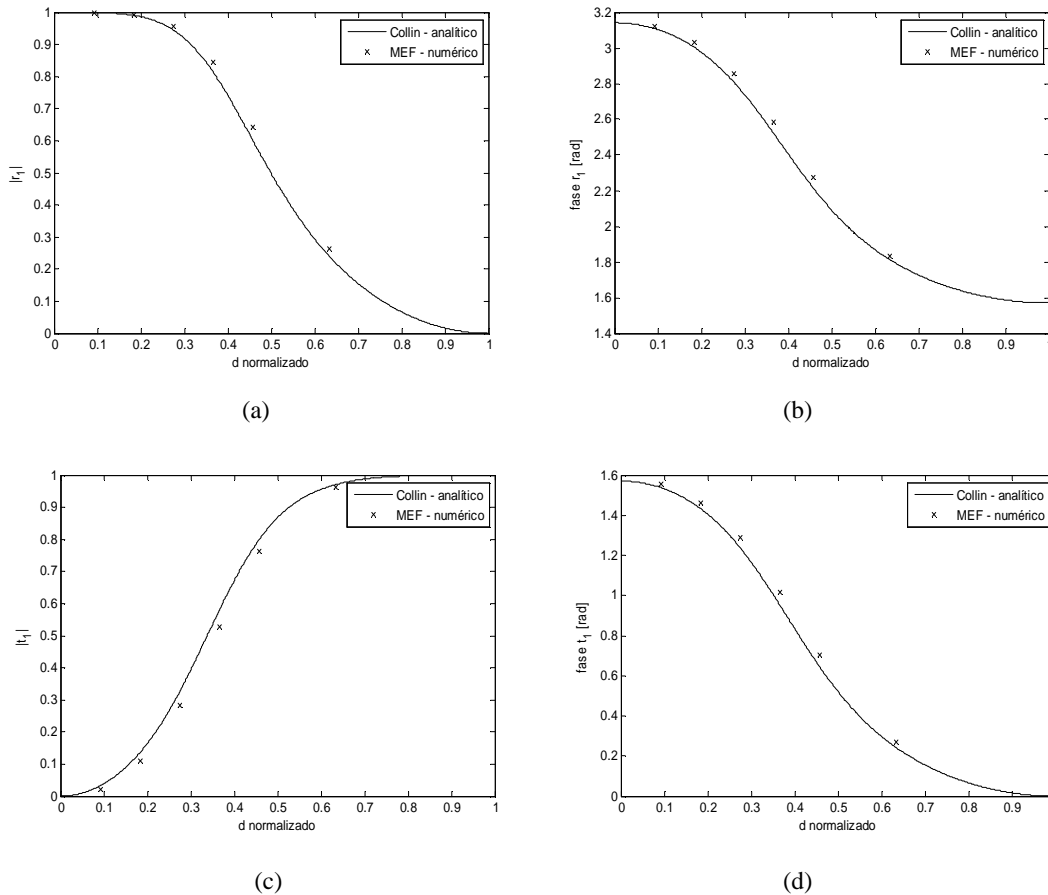 1
0.9
0.8
0.7
0.6
0.5
0.4
0.3
0.2
0.1
0
|r1|
0 0.1 0.2 0.3 0.4 0.5 0.6 0.7 0.8 0.9 1
d normalizado
Collin - analítico
MEF - numérico
(a)
3.2
3
2.8
2.6
2.4
2.2
2
1.8
1.6
1.4
fase r1 [rad]
0 0.1 0.2 0.3 0.4 0.5 0.6 0.7 0.8 0.9 1
d normalizado
Collin - analítico
MEF - numérico
(b)
1
0.9
0.8
0.7
0.6
0.5
0.4
0.3
0.2
0.1
0
|t1|
0 0.1 0.2 0.3 0.4 0.5 0.6 0.7 0.8 0.9 1
d normalizado
Collin - analítico
MEF - numérico
(c)
1.6
1.4
1.2
1
0.8
0.6
0.4
0.2
0
fase t1 [rad]
0 0.1 0.2 0.3 0.4 0.5 0.6 0.7 0.8 0.9 1
d normalizado
Collin - analítico
MEF - numérico
(d)